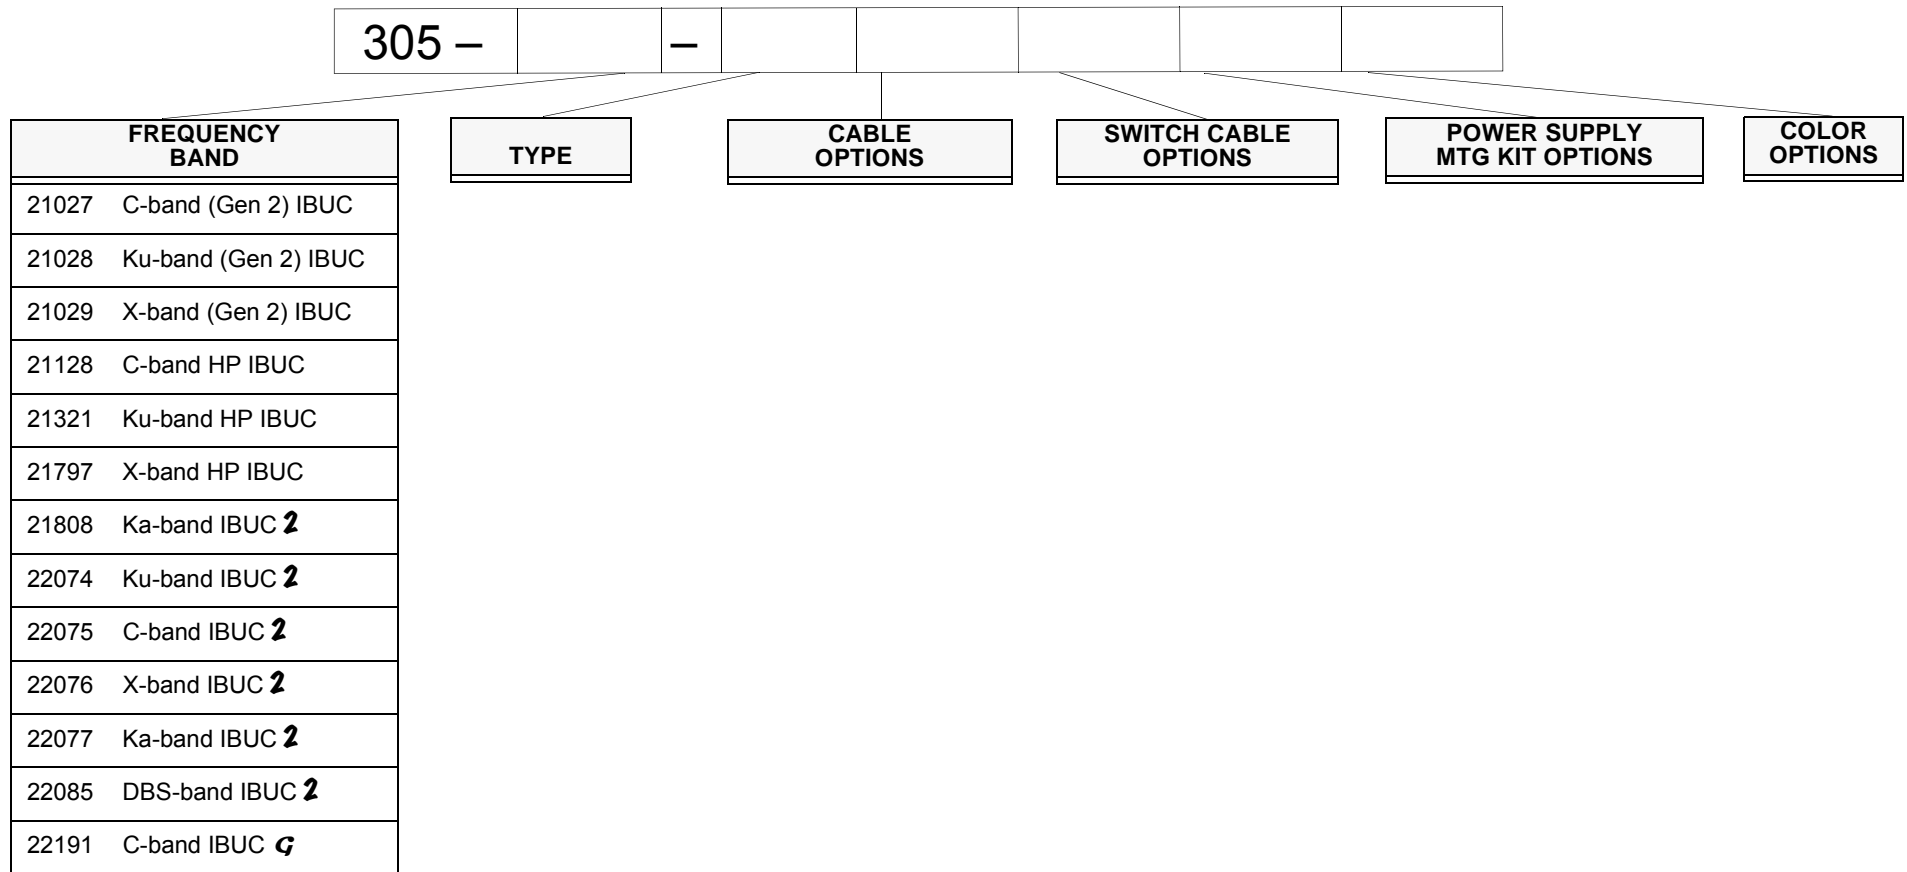 305 – –
FREQUENCY
BAND
TYPE
CABLE
OPTIONS
SWITCH CABLE
OPTIONS
POWER SUPPLY
MTG KIT OPTIONS
COLOR
OPTIONS
21027 C-band (Gen 2) IBUC
21028 Ku-band (Gen 2) IBUC
21029 X-band (Gen 2) IBUC
21128 C-band HP IBUC
21321 Ku-band HP IBUC
21797 X-band HP IBUC
21808 Ka-band IBUC 2
22074 Ku-band IBUC 2
22075 C-band IBUC 2
22076 X-band IBUC 2
22077 Ka-band IBUC 2
22085 DBS-band IBUC 2
22191 C-band IBUC G